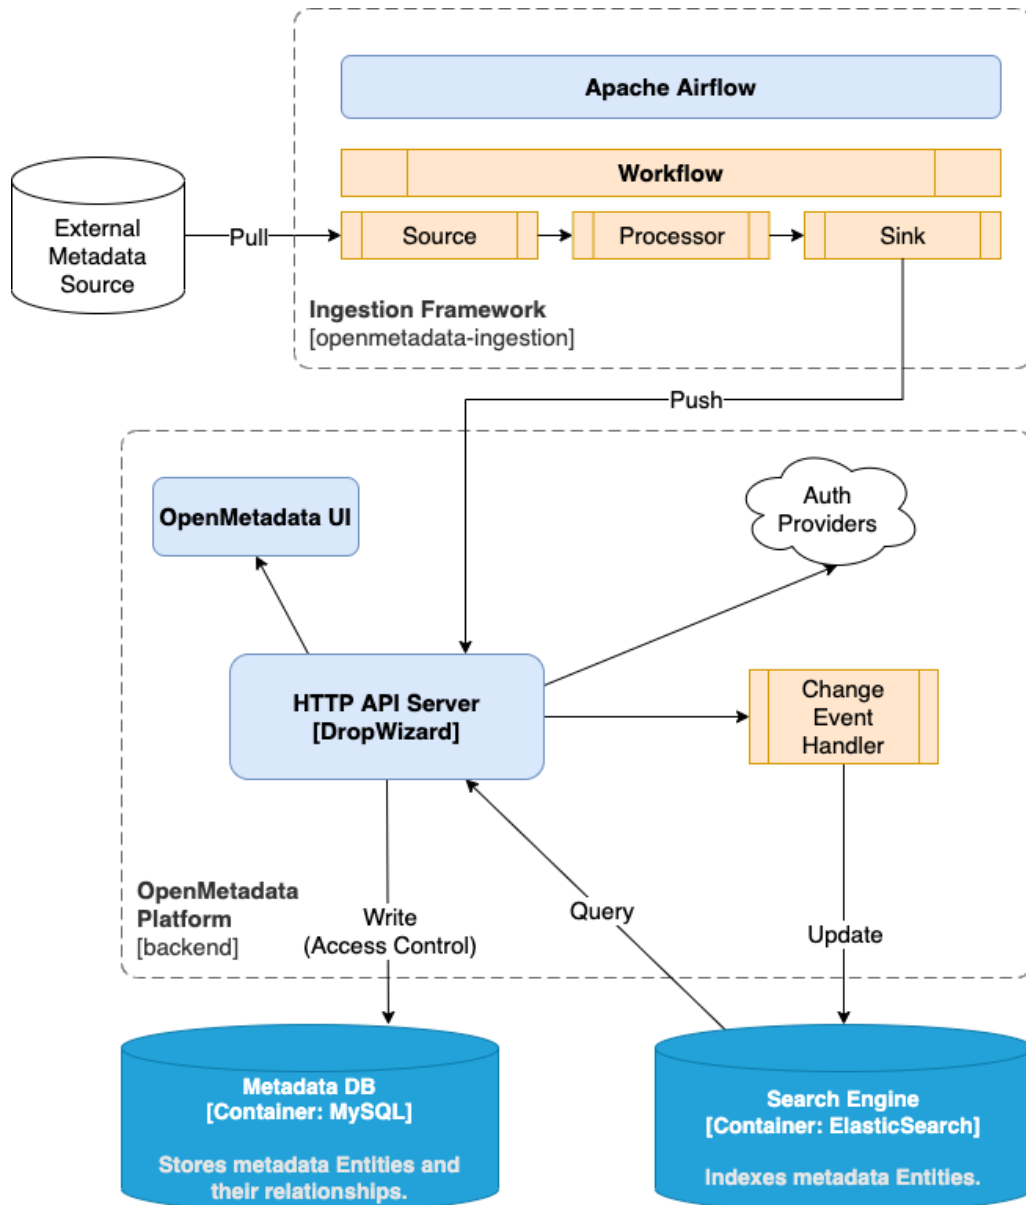 Apache Airflow
Workflow
External
Metadata
Source
Pull
Source
Processor
Sink
Ingestion Framework
[openmetadata-ingestion]
Push
OpenMetadata UI
Auth
Providers
HTTP API Server
[DropWizard]
Change
Event
Handler
OpenMetadata
Platform
[backend]
Write
(Access Control)
Query
Update
Metadata DB
[Container: MySQL]
Stores metadata Entities and
their relationships.
Search Engine
[Container: ElasticSearch]
Indexes metadata Entities.